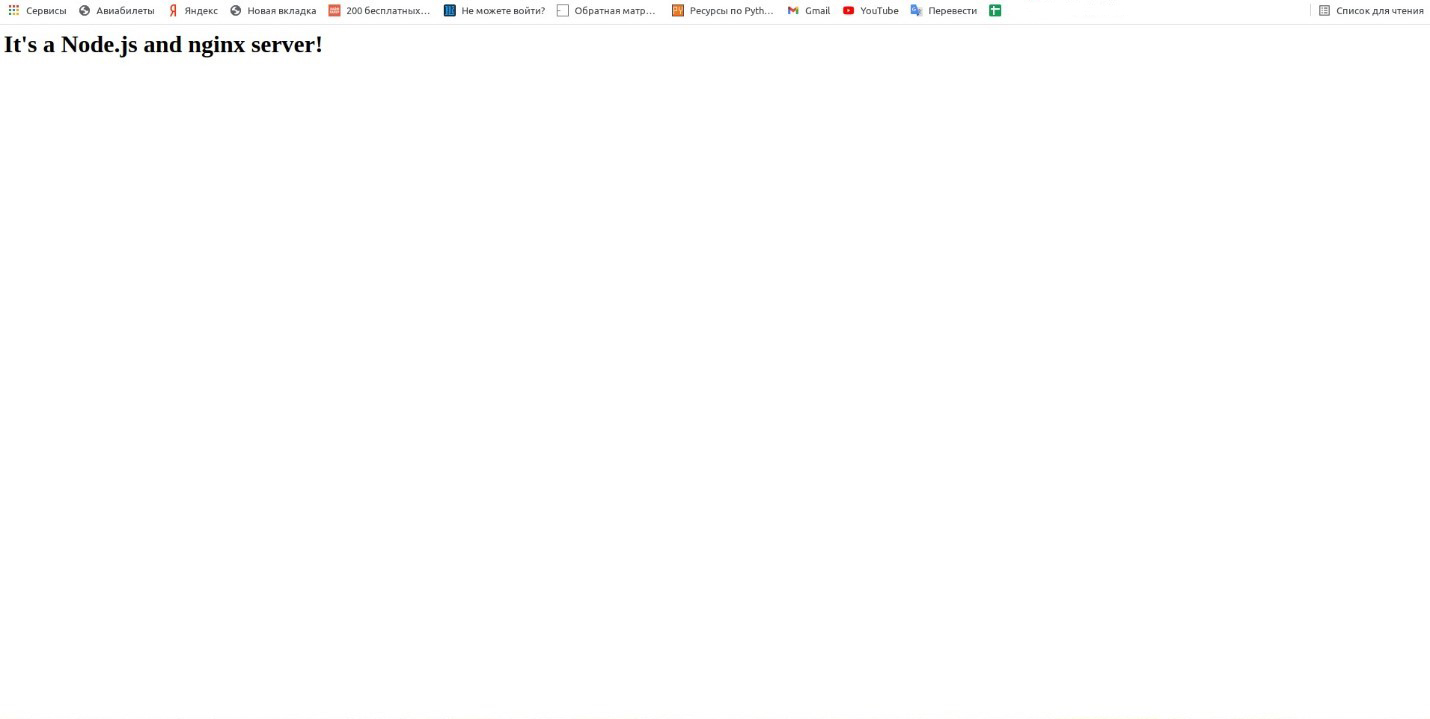 Сервисы Авиабилеты Яндекс Новая вкладка 200 бесплатных… Не можете войти? Обратная матр… Ресурсы по Pyth… Gmail YouTube Перевести Список для чтения
It's a Node.js and nginx server!